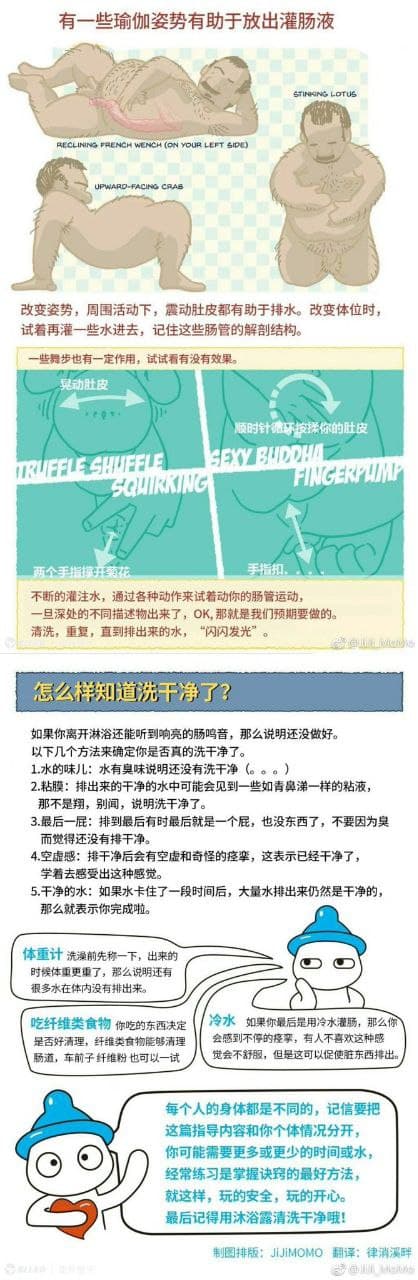 有一些瑜伽姿势有助于放出灌肠液
STINKING LOTUS
RECLINING FRENCH WENCH (ON YOUR LEFT SIDE)
UPWARD-FACING CRAB
改变姿势，周围活动下，震动肚皮都有助于排水。改变体位时，
试着再灌一些水进去，记住这些肠管的解剖结构。
一些舞步也有一定作用，试试看有没有效果。
晃动肚皮
顺时针循环按揉你的肚皮
TRUFFLE SHUFFLE
SEXY BUDDHA
SQUIRKING
FINGERPUMP
两个手指撑开菊花
手指扣．．．．
不断的灌注水，通过各种动作来试着动你的肠管运动，
一旦深处的不同描述物出来了，OK, 那就是我们预期要做的。
清洗，重复，直到排出来的水，“闪闪发光”。
@JiJi_MoMo
怎么样知道洗干净了？
如果你离开淋浴还能听到响亮的肠鸣音，那么说明还没做好。
以下几个方法来确定你是否真的洗干净了。
1.水的味儿：水有臭味说明还没有洗干净（。。。）
2.粘膜：排出来的干净的水中可能会见到一些如青鼻涕一样的粘液，
那不是翔，别闻，说明洗干净了。
3.最后一屁：排到最后有时最后就是一个屁，也没东西了，不要因为臭
而觉得还没有排干净。
4.空虚感：排干净后会有空虚和奇怪的痉挛，这表示已经干净了，
学着去感受出这种感觉。
5.干净的水：如果水卡住了一段时间后，大量水排出来仍然是干净的，
那么就表示你完成啦。
体重计 洗澡前先称一下，出来的
时候体重更重了，那么说明还有
很多水在体内没有排出来。
吃纤维类食物 你吃的东西决定
是否好清理，纤维类食物能够清理
肠道，车前子 纤维粉 也可以一试
冷水 如果你最后是用冷水灌肠，那么你
会感到不停的痉挛，有人不喜欢这种感
觉会不舒服，但是这可以促使脏东西排出。
每个人的身体都是不同的，记信要把
这篇指导内容和你个体情况分开，
你可能需要更多或更少的时间或水，
经常练习是掌握诀窍的最好方法，
就这样，玩的安全，玩的开心。
最后记得用沐浴露清洗干净哦！
制图排版：JiJiMOMO 翻译：律消溪畔
@JiJi_MoMo